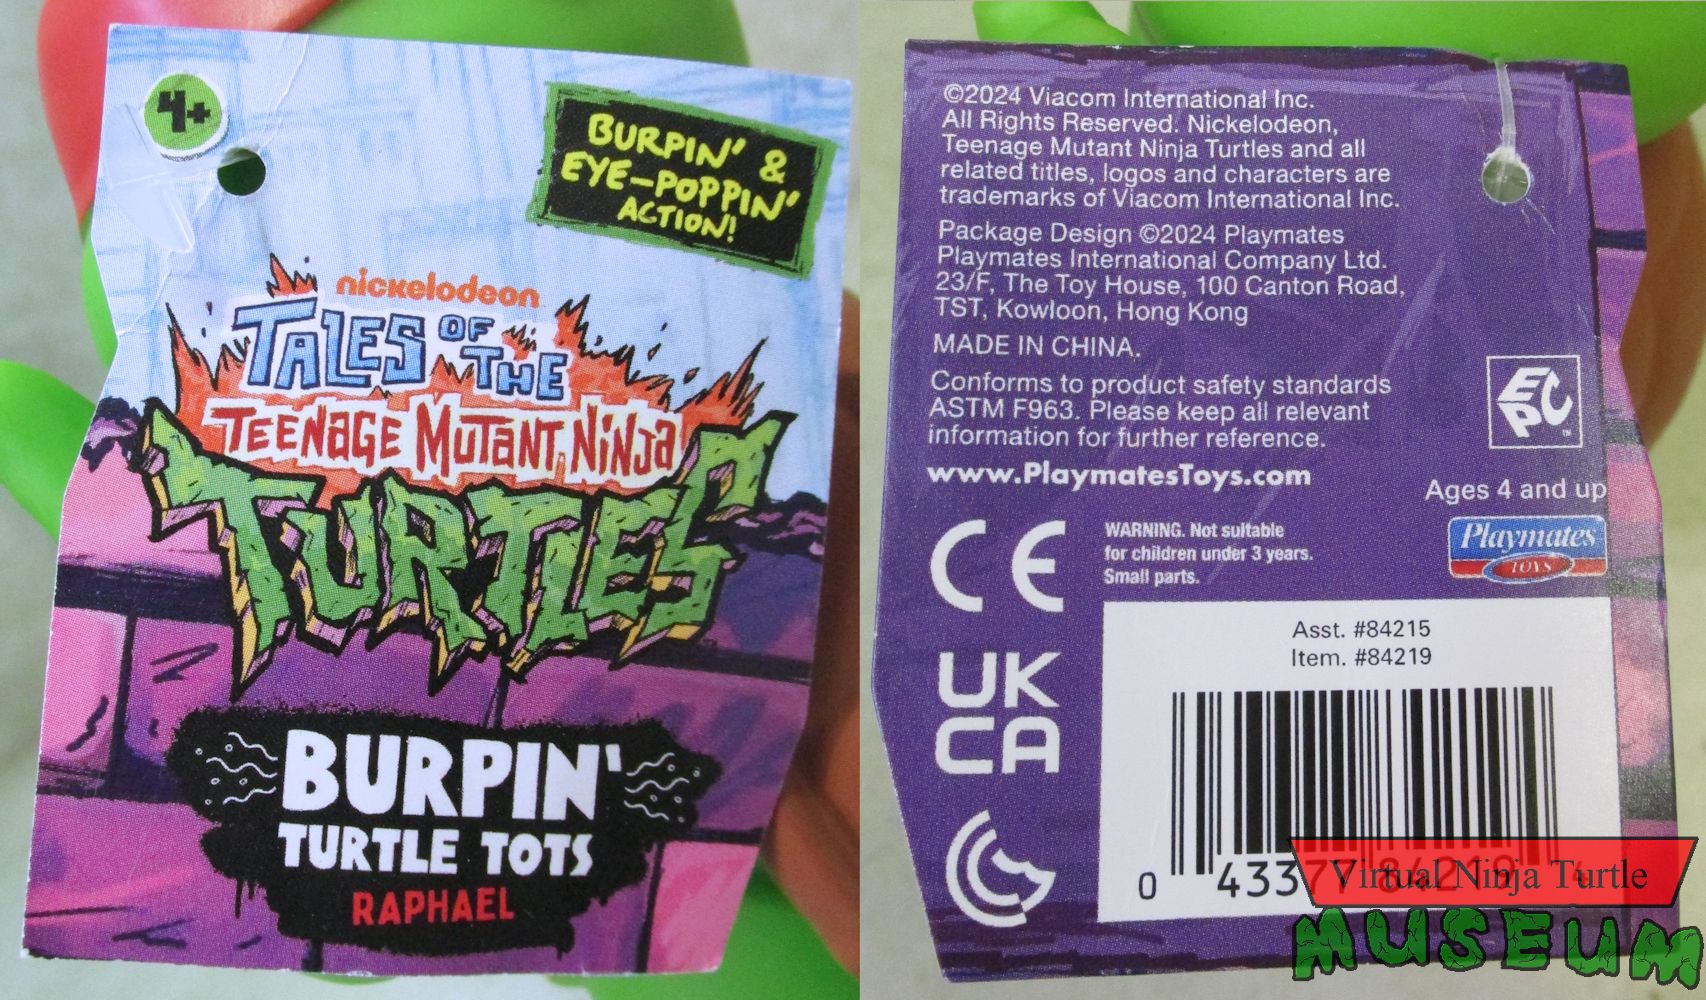 4+
BURPIN' &
EYE-POPPIN'
ACTION!
nickelodeon
TALES OF THE
TEENAGE MUTANT NINJA
TURTLES
BURPIN'
TURTLE TOTS
RAPHAEL
©2024 Viacom International Inc.
All Rights Reserved. Nickelodeon,
Teenage Mutant Ninja Turtles and all
related titles, logos and characters are
trademarks of Viacom International Inc.
Package Design ©2024 Playmates
Playmates International Company Ltd.
23/F, The Toy House, 100 Canton Road,
TST, Kowloon, Hong Kong
MADE IN CHINA.
Conforms to product safety standards
ASTM F963. Please keep all relevant
information for further reference.
www.PlaymatesToys.com
EPC
TM
Ages 4 and up
CE
WARNING. Not suitable
for children under 3 years.
Small parts.
Playmates
TOYS
UK
CA
Asst. #84215
Item. #84219
0 43377 84219 4
Virtual Ninja Turtle
MUSEUM